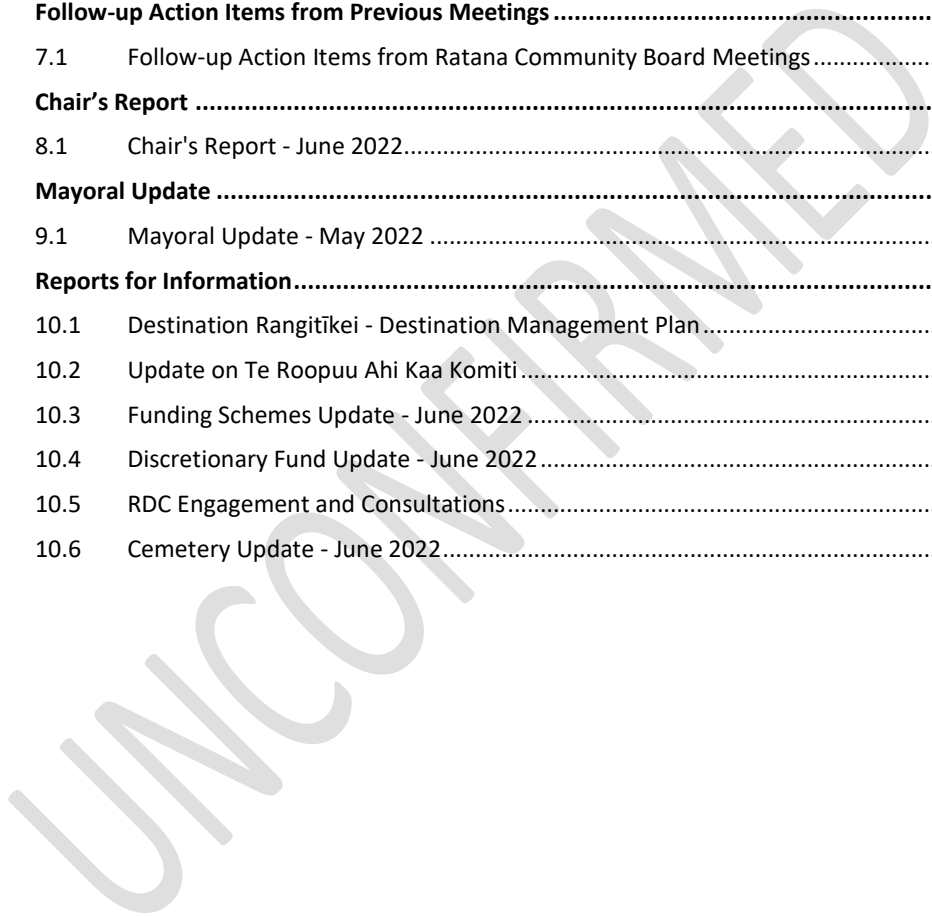 Follow-up Action Items from Previous Meetings ..........................................................................
7.1 Follow-up Action Items from Ratana Community Board Meetings ..................
Chair's Report ..........................................................................
8.1 Chair's Report - June 2022 ..........................................................................
Mayoral Update ..........................................................................
9.1 Mayoral Update - May 2022 ..........................................................................
Reports for Information ..........................................................................
10.1 Destination Rangitīkei - Destination Management Plan ..................................
10.2 Update on Te Roopuu Ahi Kaa Komiti ..........................................................
10.3 Funding Schemes Update - June 2022 ..........................................................
10.4 Discretionary Fund Update - June 2022 ..........................................................
10.5 RDC Engagement and Consultations ..........................................................
10.6 Cemetery Update - June 2022 ..........................................................
UNCONFIRMED